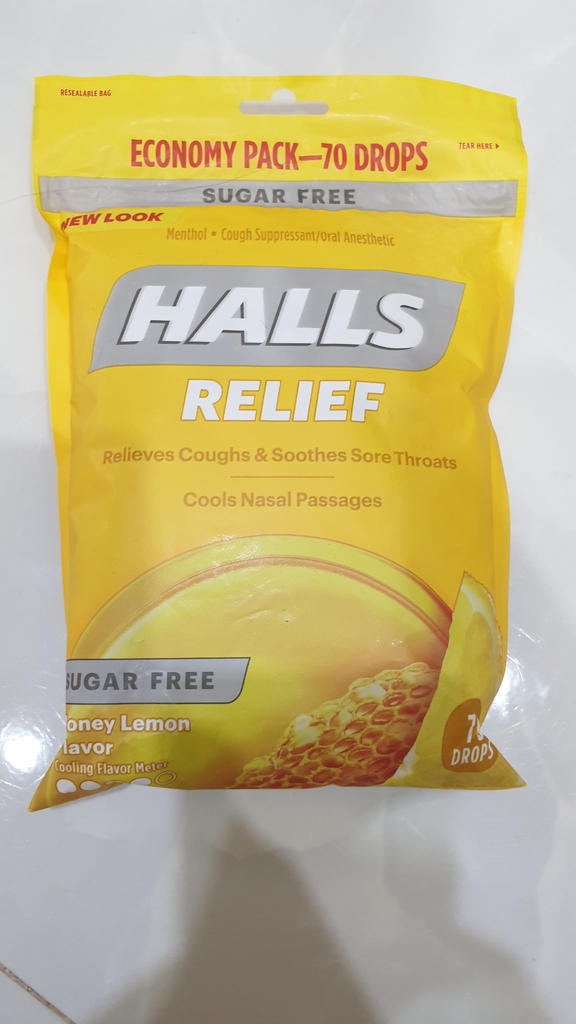 RESEALABLE BAG
ECONOMY PACK—70 DROPS
TEAR HERE
SUGAR FREE
NEW LOOK
Menthol • Cough Suppressant/Oral Anesthetic
HALLS
RELIEF
Relieves Coughs & Soothes Sore Throats
Cools Nasal Passages
SUGAR FREE
oney Lemon
lavor
Cooling Flavor Meter
70
DROPS